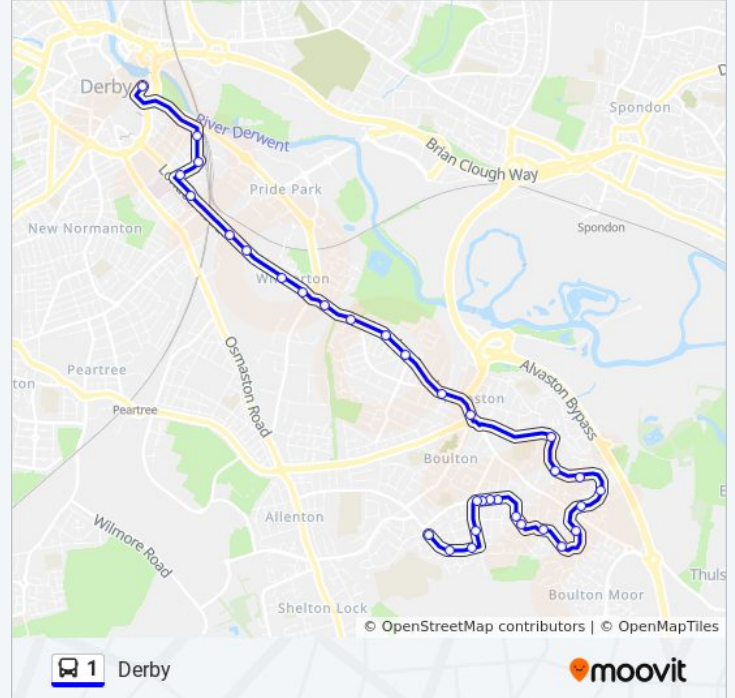 Derby
Spondon
River Derwent
Brian Clough Way
Pride Park
New Normanton
Spondon
Osmaston Road
Alvaston Bypass
Peartree
Peartree
Boulton
Allenton
Wilmore Road
Boulton Moor
Shelton Lock
© OpenStreetMap contributors | © OpenMapTiles
1 Derby
moovit